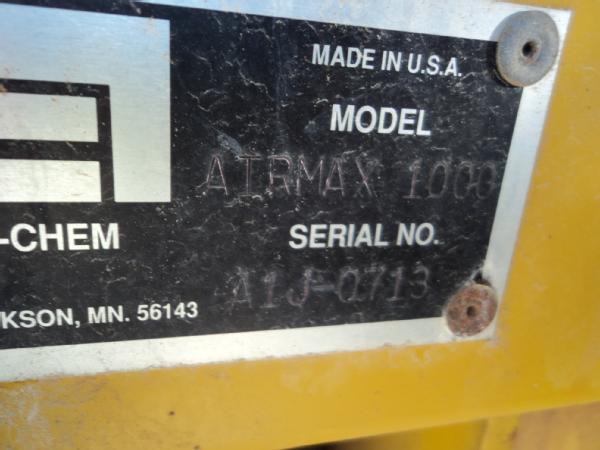 MADE IN U.S.A.
MODEL
AIRMAX 1000
-CHEM
SERIAL NO.
A1J-0713
KSON, MN. 56143